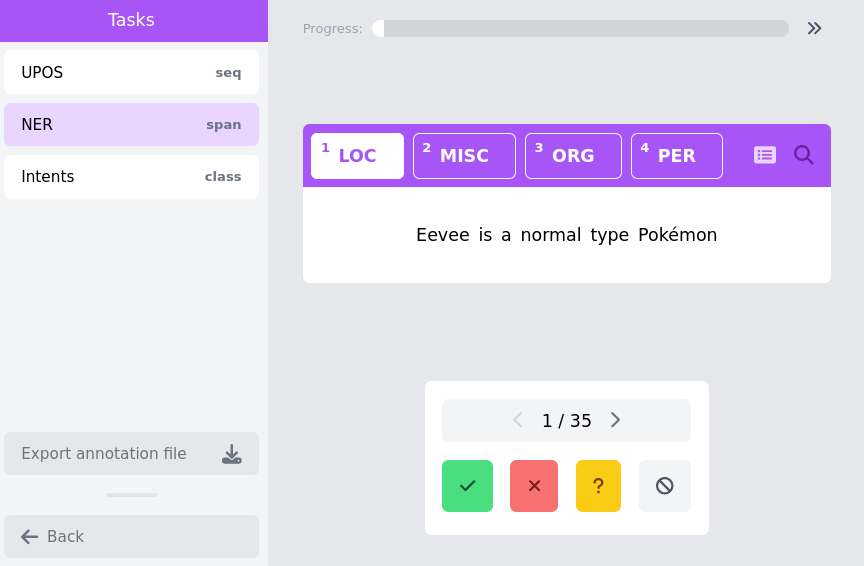 Tasks
UPOS seq
NER span
Intents class
Export annotation file
Back
Progress:
1 LOC 2 MISC 3 ORG 4 PER
Eevee is a normal type Pokémon
1 / 35
?